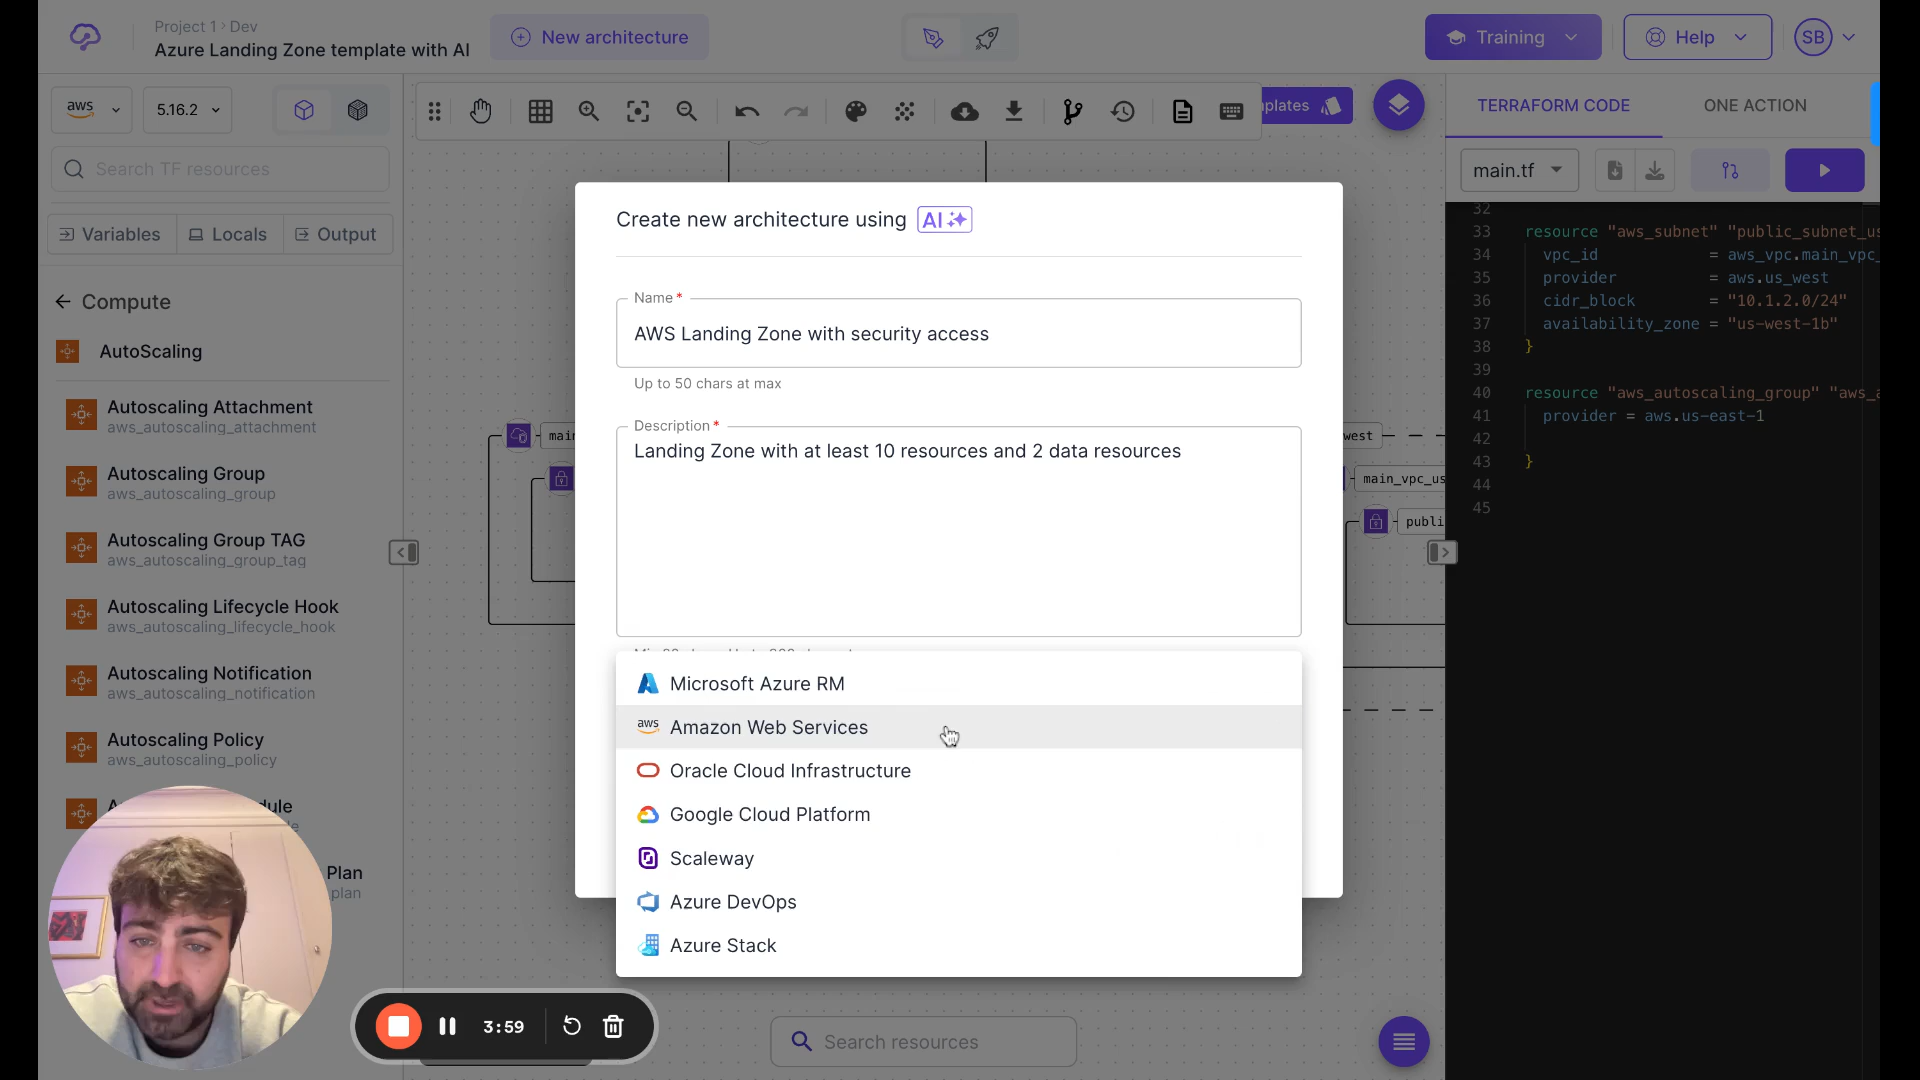 Project 1 › Dev
Azure Landing Zone template with AI
New architecture
Training
Help
SB
aws
5.16.2
plates
TERRAFORM CODE
ONE ACTION
Search TF resources
main.tf
Variables
Locals
Output
Compute
AutoScaling
Autoscaling Attachment
aws_autoscaling_attachment
Autoscaling Group
aws_autoscaling_group
Autoscaling Group TAG
aws_autoscaling_group_tag
Autoscaling Lifecycle Hook
aws_autoscaling_lifecycle_hook
Autoscaling Notification
aws_autoscaling_notification
Autoscaling Policy
aws_autoscaling_policy
Plan
plan
Create new architecture using AI
Name *
AWS Landing Zone with security access
Up to 50 chars at max
Description *
Landing Zone with at least 10 resources and 2 data resources
Microsoft Azure RM
aws Amazon Web Services
Oracle Cloud Infrastructure
Google Cloud Platform
Scaleway
Azure DevOps
Azure Stack
main
west
main_vpc_us
publi
32
33 resource "aws_subnet" "public_subnet_us
34 vpc_id = aws_vpc.main_vpc_
35 provider = aws.us_west
36 cidr_block = "10.1.2.0/24"
37 availability_zone = "us-west-1b"
38 }
39
40 resource "aws_autoscaling_group" "aws_a
41 provider = aws.us-east-1
42
43 }
44
45
3:59
Search resources